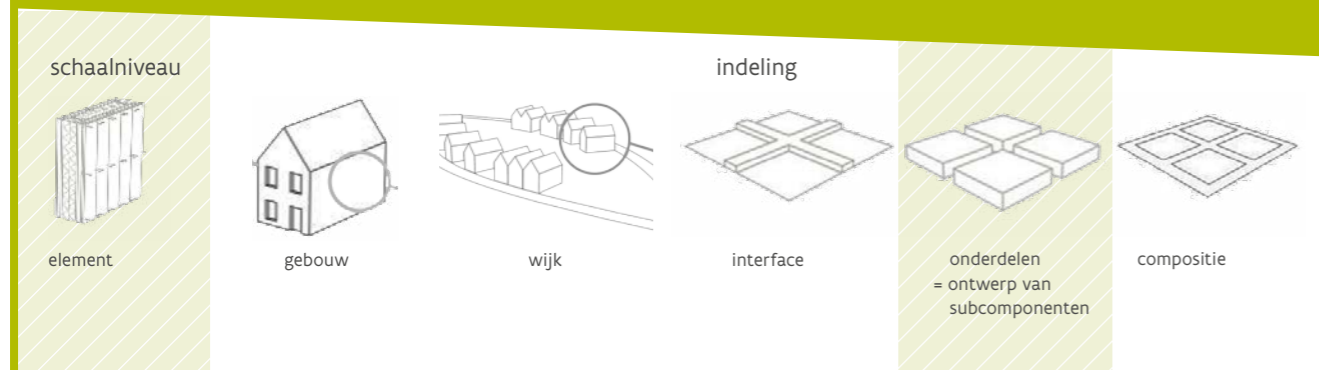 schaalniveau
indeling
element
gebouw
wijk
interface
onderdelen
= ontwerp van
subcomponenten
compositie